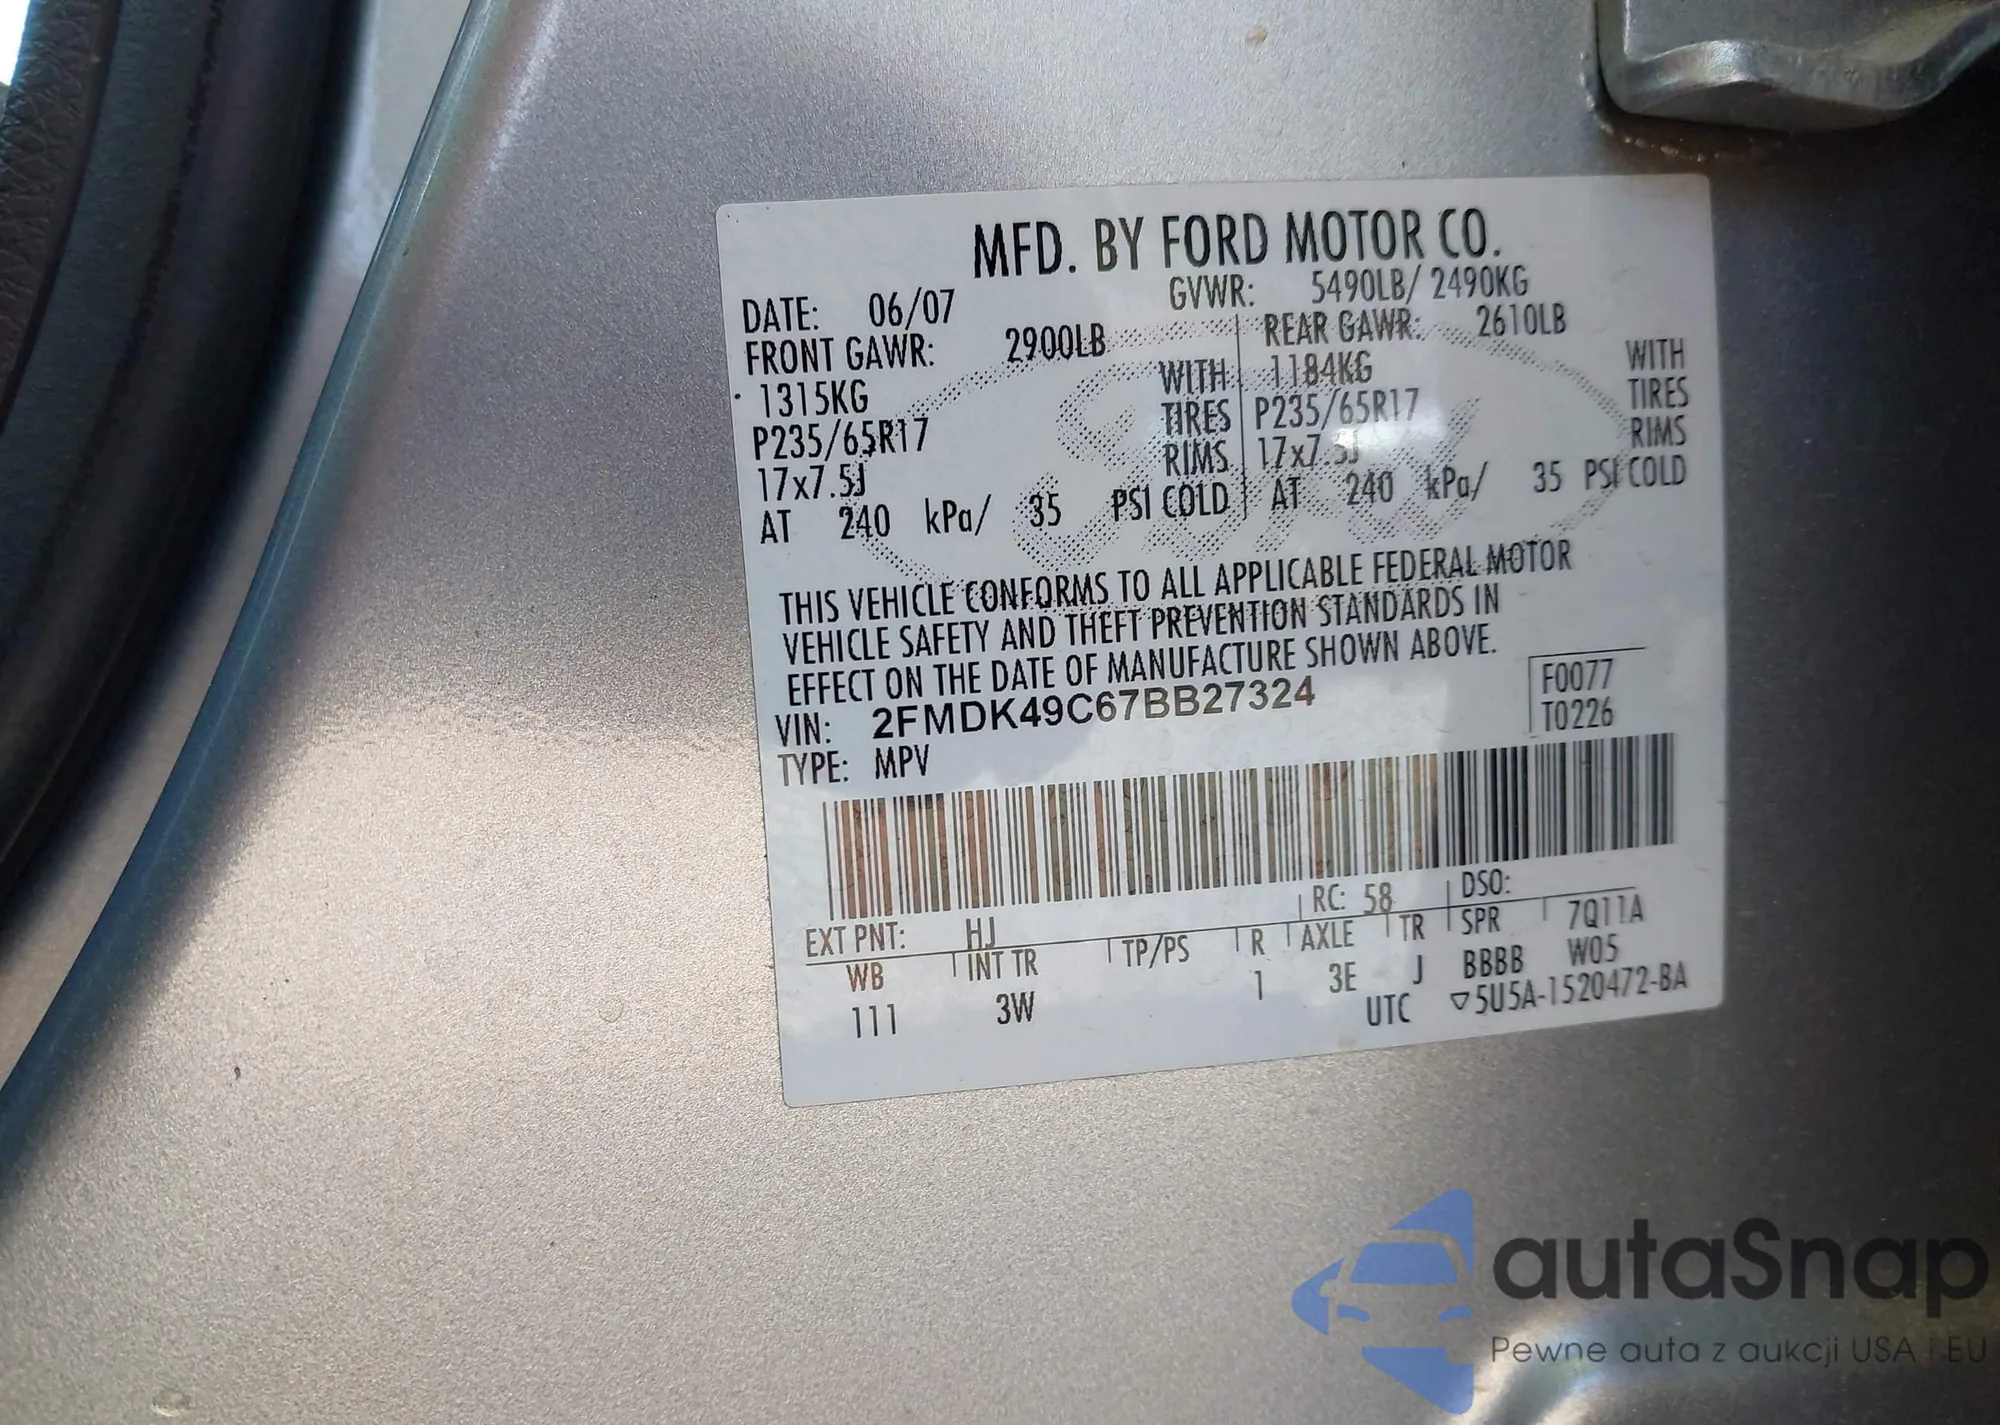 MFD. BY FORD MOTOR CO.
DATE: 06/07 GVWR: 5490LB/ 2490KG
FRONT GAWR: 2900LB REAR GAWR: 2610LB
1315KG WITH 1184KG WITH
P235/65R17 TIRES P235/65R17 TIRES
17x7.5J RIMS 17x7.5J RIMS
AT 240 kPa/ 35 PSI COLD AT 240 kPa/ 35 PSI COLD
THIS VEHICLE CONFORMS TO ALL APPLICABLE FEDERAL MOTOR
VEHICLE SAFETY AND THEFT PREVENTION STANDARDS IN
EFFECT ON THE DATE OF MANUFACTURE SHOWN ABOVE.
VIN: 2FMDK49C67BB27324 F0077
TYPE: MPV T0226
EXT PNT: HJ RC: 58 DSO:
WB INT TR TP/PS R AXLE TR SPR 7Q11A
111 3W 1 3E J BBBB W05
UTC ▽5U5A-1520472-BA
autaSnap
Pewne auta z aukcji USA i EU